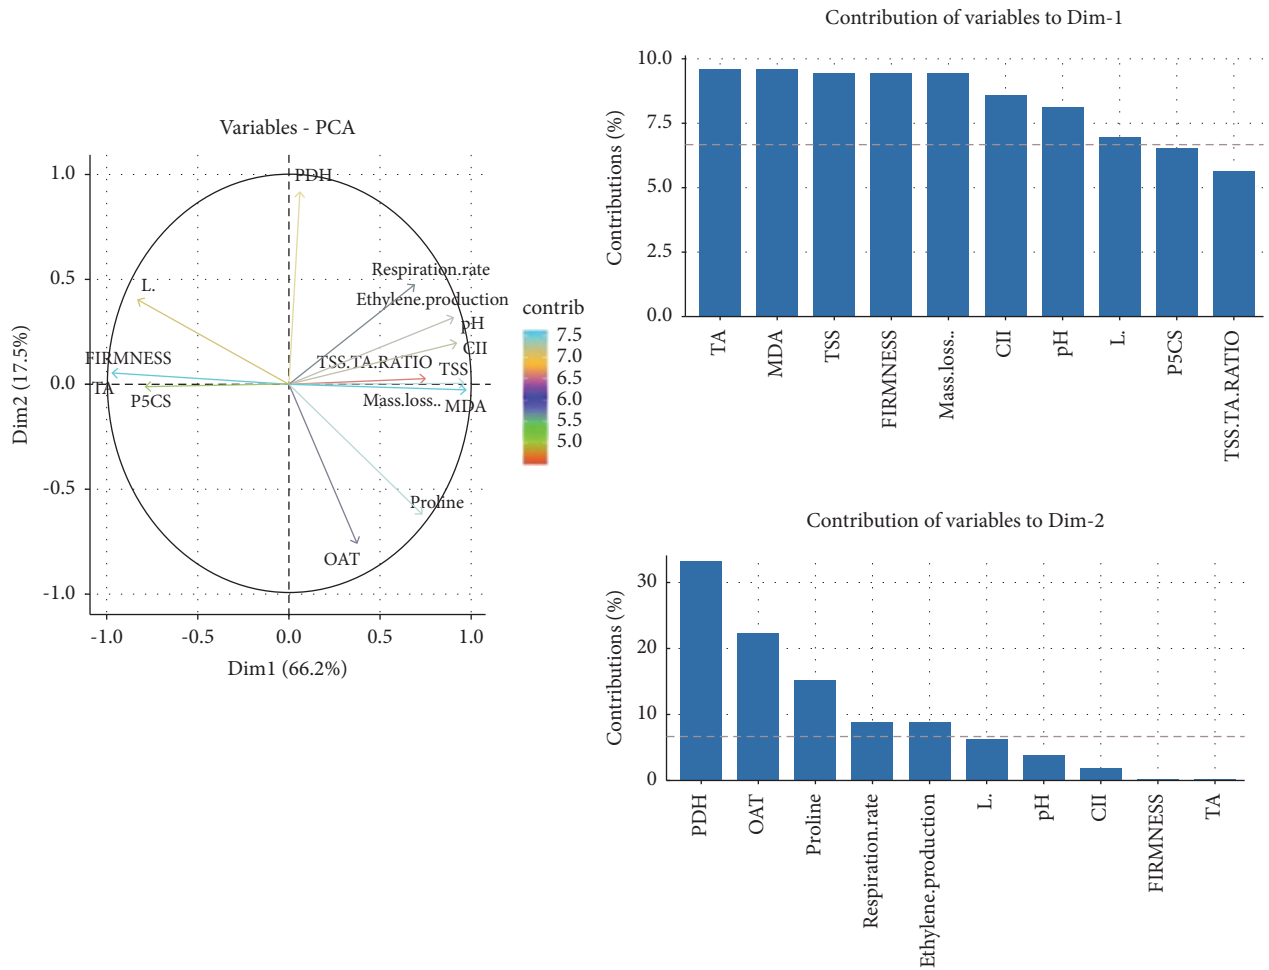 Variables - PCA
Dim2 (17.5%)
1.0
0.5
0.0
-0.5
-1.0
PDH
Respiration.rate
L.
Ethylene.production
pH
CII
FIRMNESS
TSS.TA.RATIO
TSS
TA
P5CS
Mass.loss..
MDA
Proline
OAT
-1.0
-0.5
0.0
0.5
1.0
Dim1 (66.2%)
contrib
7.5
7.0
6.5
6.0
5.5
5.0
Contribution of variables to Dim-1
Contributions (%)
10.0
7.5
5.0
2.5
0.0
TA
MDA
TSS
FIRMNESS
Mass.loss..
CII
pH
L.
P5CS
TSS.TA.RATIO
Contribution of variables to Dim-2
Contributions (%)
30
20
10
0
PDH
OAT
Proline
Respiration.rate
Ethylene.production
L.
pH
CII
FIRMNESS
TA